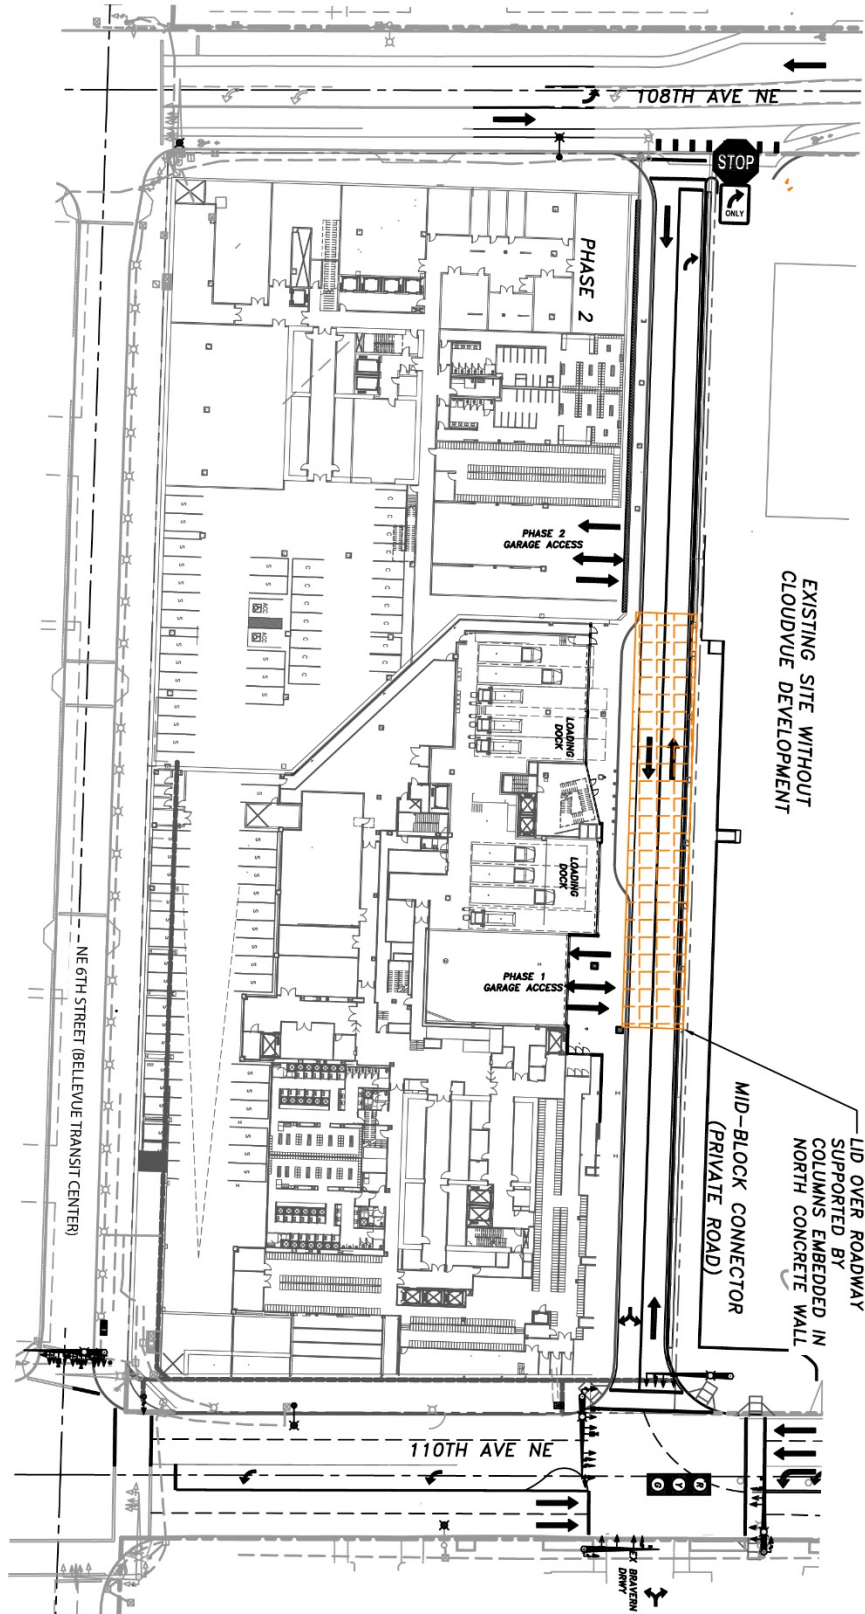 108TH AVE NE
STOP
ONLY
PHASE 2
PHASE 2
GARAGE ACCESS
EXISTING SITE WITHOUT
CLOUDVUE DEVELOPMENT
LOADING
DOCK
LOADING
DOCK
PHASE 1
GARAGE ACCESS
LID OVER ROADWAY
SUPPORTED BY
COLUMNS EMBEDDED IN
NORTH CONCRETE WALL
MID-BLOCK CONNECTOR
(PRIVATE ROAD)
NE 6TH STREET (BELLEVUE TRANSIT CENTER)
110TH AVE NE
G Y R
EX BRAVERN
DRWY